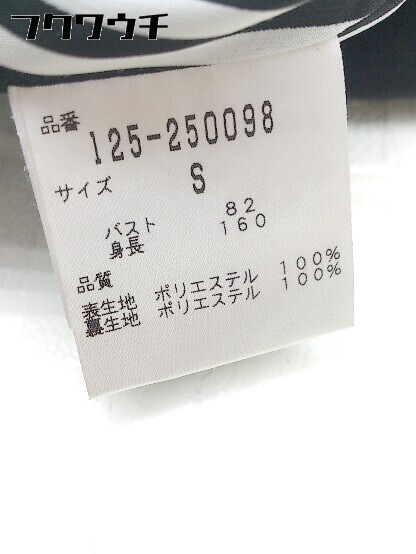 フクワウチ
品番
125-250098
サイズ S
バスト 82
身長 160
品質
表生地 ポリエステル 100%
裏生地 ポリエステル 100%